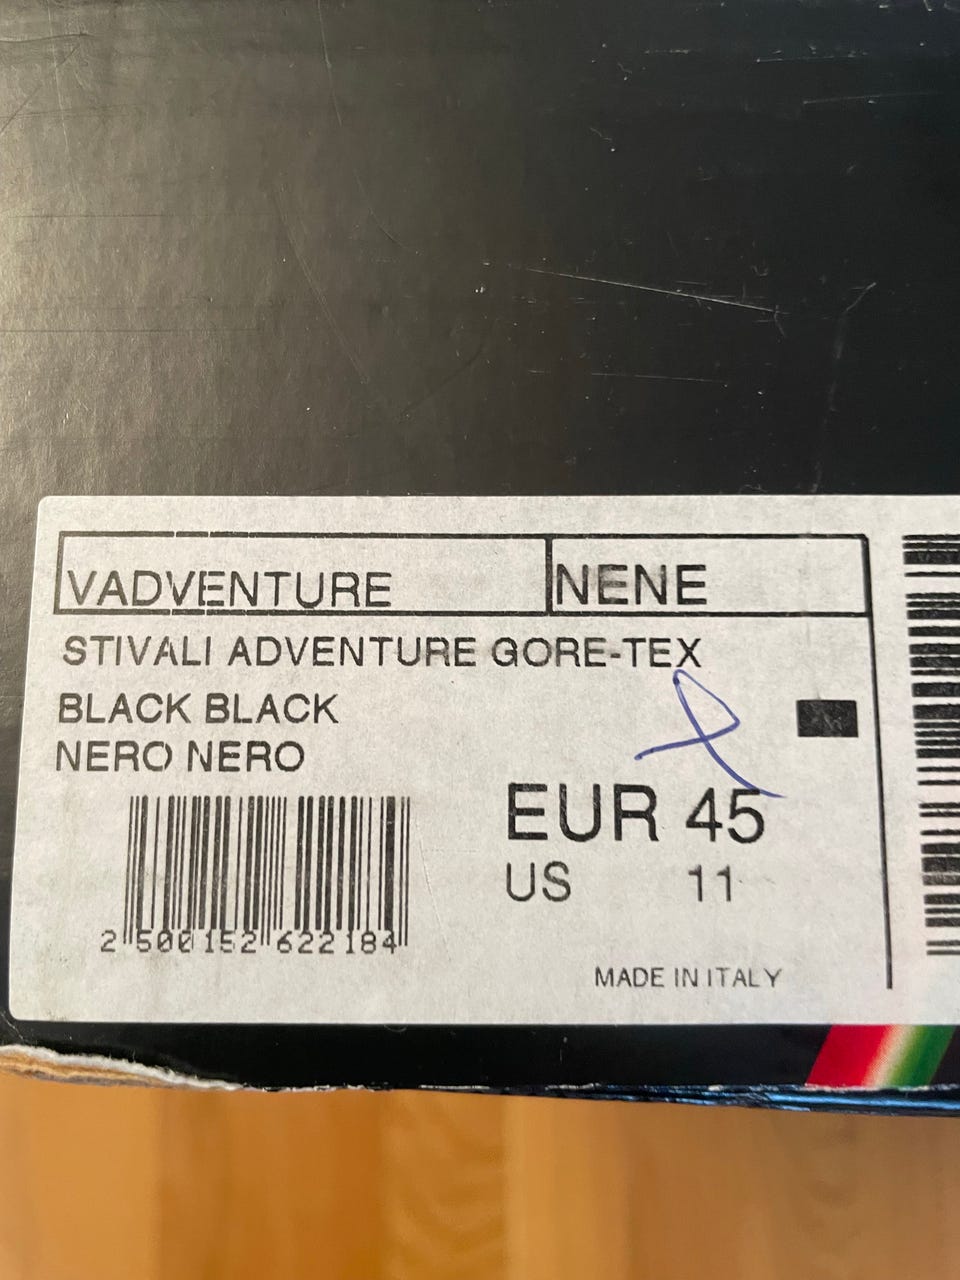 VADVENTURE NENE
STIVALI ADVENTURE GORE-TEX
BLACK BLACK
NERO NERO
EUR 45
US 11
2 500152 622184
MADE IN ITALY